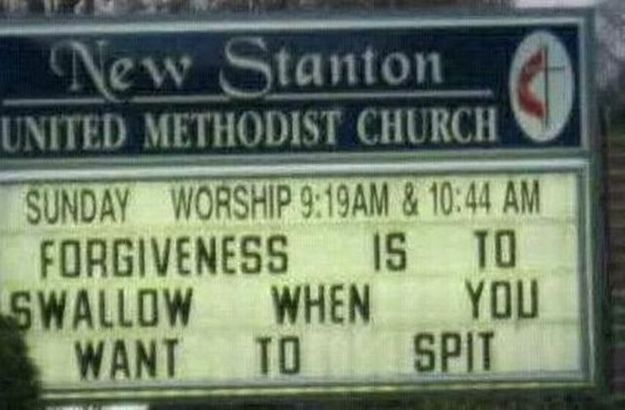 New Stanton
UNITED METHODIST CHURCH
SUNDAY WORSHIP 9:19AM & 10:44 AM
FORGIVENESS IS TO
SWALLOW WHEN YOU
WANT TO SPIT